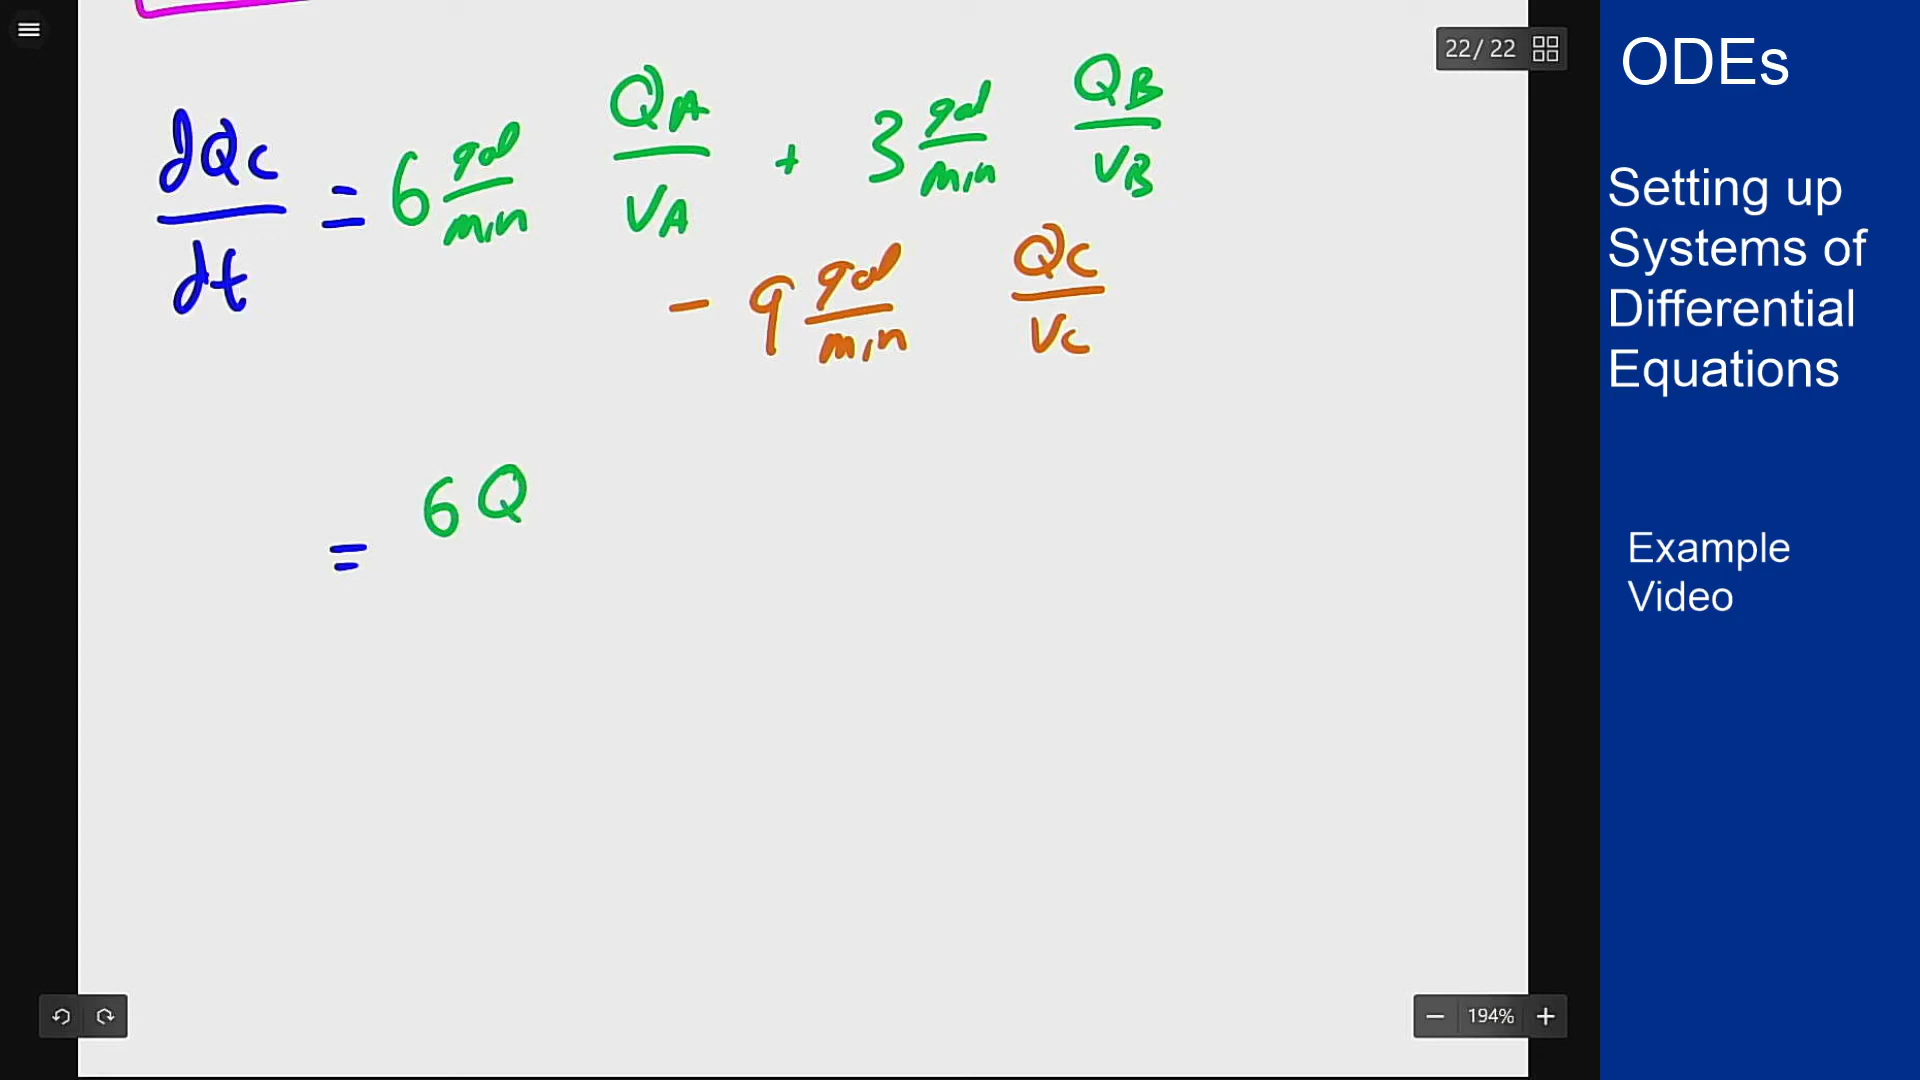 22 / 22
dQc/dt = 6 gal/min QA/VA + 3 gal/min QB/VB
- 9 gal/min QC/VC
= 6 Q
194%
ODEs
Setting up
Systems of
Differential
Equations
Example
Video